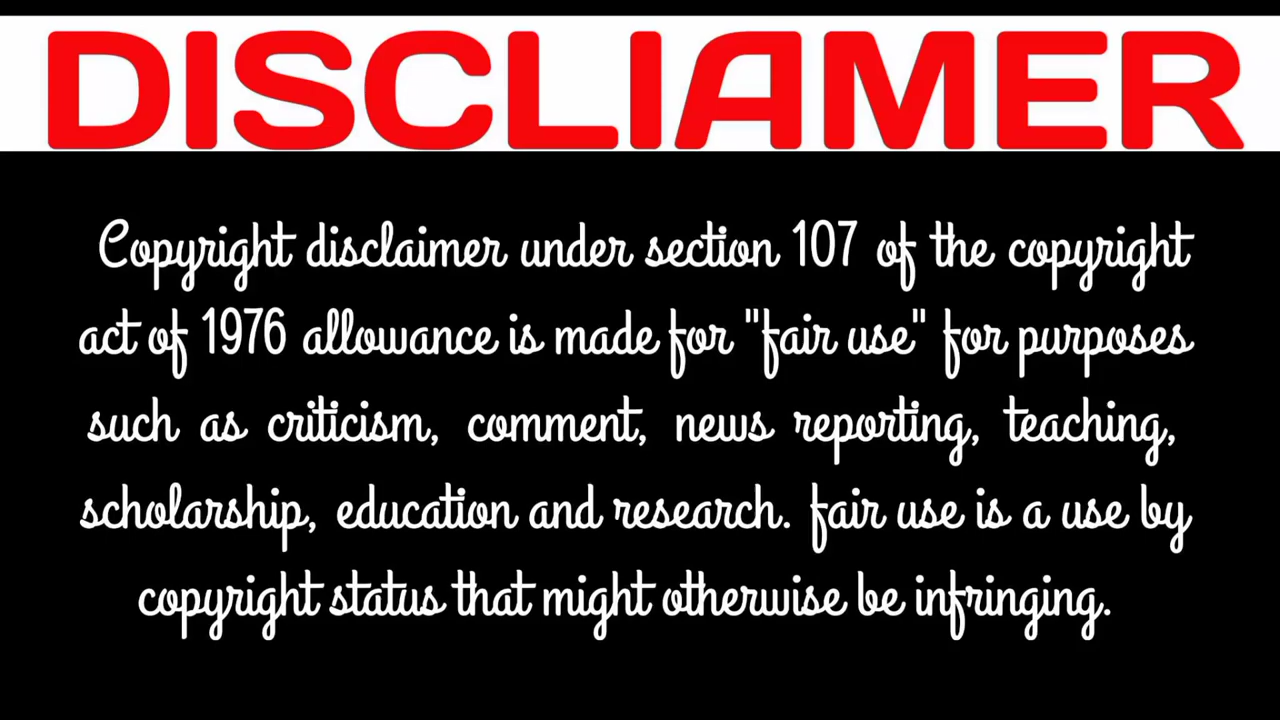 DISCLIAMER
Copyright disclaimer under section 107 of the copyright
act of 1976 allowance is made for "fair use" for purposes
such as criticism, comment, news reporting, teaching,
scholarship, education and research. fair use is a use by
copyright status that might otherwise be infringing.